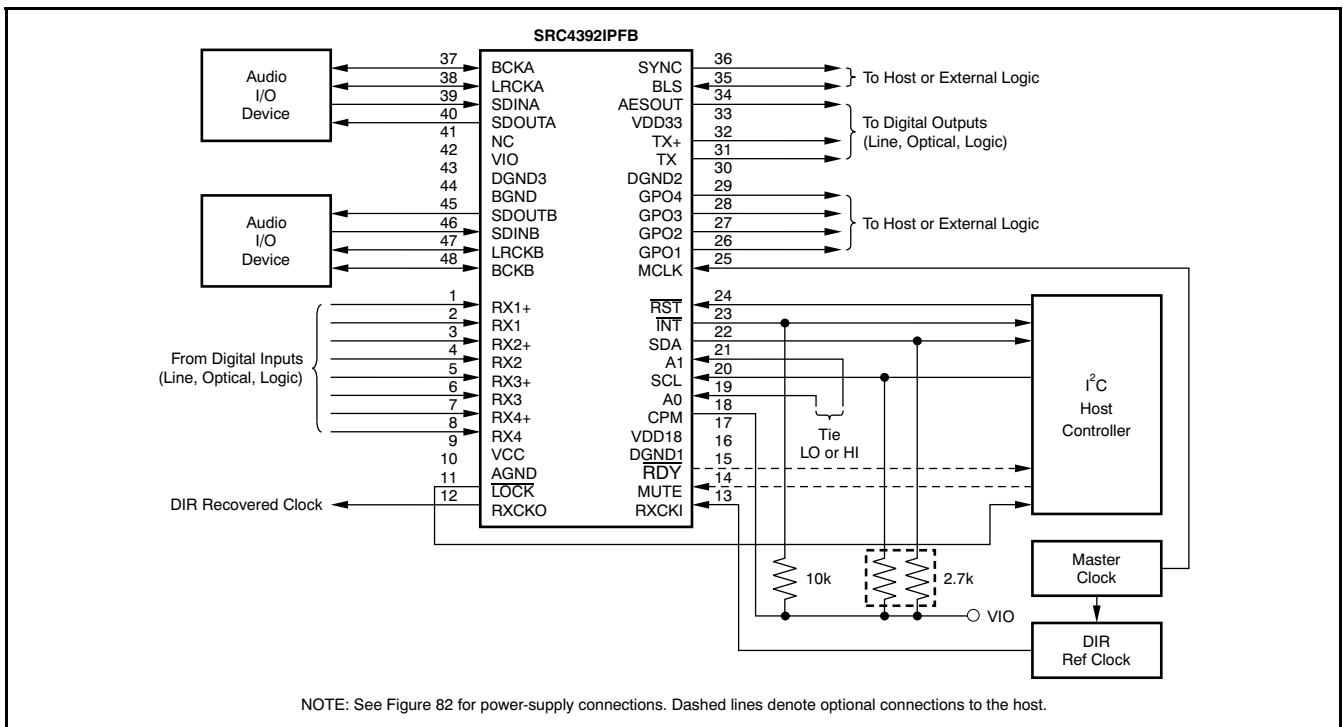 SRC4392IPFB
Audio
I/O
Device
37
38
39
40
41
42
43
44
45
46
47
48
Audio
I/O
Device
BCKA
LRCKA
SDINA
SDOUTA
NC
VIO
DGND3
BGND
SDOUTB
SDINB
LRCKB
BCKB
SYNC
BLS
AESOUT
VDD33
TX+
TX
DGND2
GPO4
GPO3
GPO2
GPO1
MCLK
36
35
34
33
32
31
30
29
28
27
26
25
To Host or External Logic
To Digital Outputs
(Line, Optical, Logic)
To Host or External Logic
From Digital Inputs
(Line, Optical, Logic)
DIR Recovered Clock
1
2
3
4
5
6
7
8
9
10
11
12
RX1+
RX1
RX2+
RX2
RX3+
RX3
RX4+
RX4
VCC
AGND
LOCK
RXCKO
RST
INT
SDA
A1
SCL
A0
CPM
VDD18
DGND1
RDY
MUTE
RXCKI
24
23
22
21
20
19
18
17
16
15
14
13
Tie
LO or HI
I²C
Host
Controller
10k
2.7k
VIO
Master
Clock
DIR
Ref Clock
NOTE: See Figure 82 for power-supply connections. Dashed lines denote optional connections to the host.